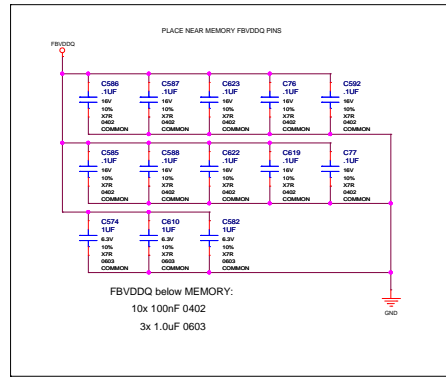 PLACE NEAR MEMORY FBVDDQ PINS
FBVDDQ
C586 C587 C623 C76 C592
.1UF .1UF .1UF .1UF .1UF
16V 16V 16V 16V 16V
10% 10% 10% 10% 10%
X7R X7R X7R X7R X7R
0402 0402 0402 0402 0402
COMMON COMMON COMMON COMMON COMMON
C585 C588 C622 C619 C77
.1UF .1UF .1UF .1UF .1UF
16V 16V 16V 16V 16V
10% 10% 10% 10% 10%
X7R X7R X7R X7R X7R
0402 0402 0402 0402 0402
COMMON COMMON COMMON COMMON COMMON
C574 C610 C582
1UF 1UF 1UF
6.3V 6.3V 6.3V
10% 10% 10%
X7R X7R X7R
0603 0603 0603
COMMON COMMON COMMON
FBVDDQ below MEMORY:
10x 100nF 0402
3x 1.0uF 0603
GND